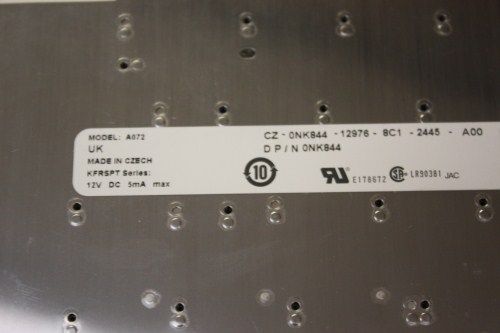 MODEL: A072
UK
MADE IN CZECH
KFRSPT Series:
12V DC 5mA max
CZ - 0NK844 - 12976 - 8C1 - 2445 - A00
D P / N 0NK844
10
E178672
SA LR90381 JAC